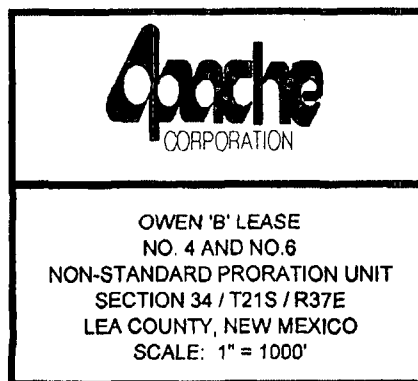 Apache
CORPORATION
OWEN 'B' LEASE
NO. 4 AND NO.6
NON-STANDARD PRORATION UNIT
SECTION 34 / T21S / R37E
LEA COUNTY, NEW MEXICO
SCALE: 1" = 1000'